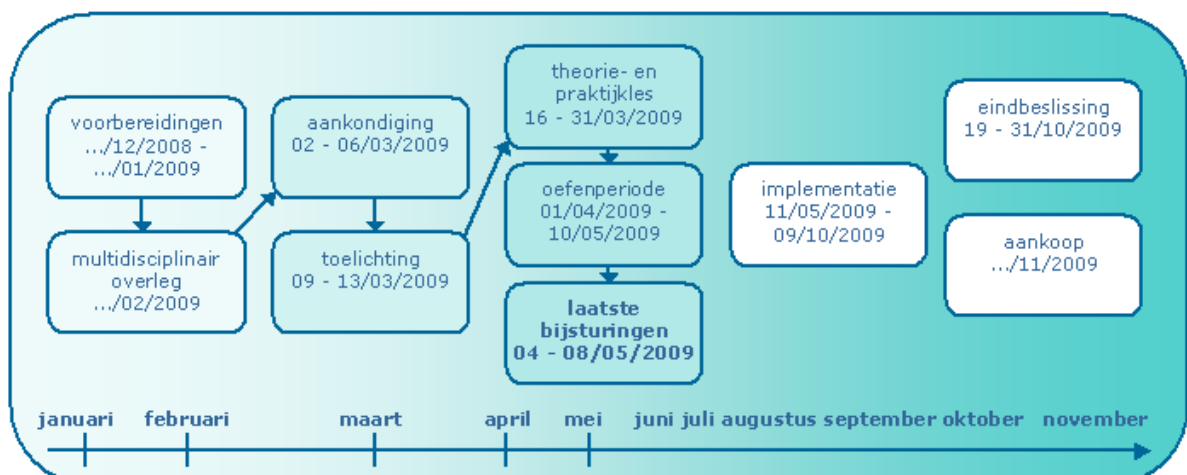 voorbereidingen
.../12/2008 -
.../01/2009
multidisciplinair
overleg
.../02/2009
aankondiging
02 - 06/03/2009
toelichting
09 - 13/03/2009
theorie- en
praktijkles
16 - 31/03/2009
oefenperiode
01/04/2009 -
10/05/2009
laatste
bijsturingen
04 - 08/05/2009
implementatie
11/05/2009 -
09/10/2009
eindbeslissing
19 - 31/10/2009
aankoop
.../11/2009
januari februari maart april mei juni juli augustus september oktober november